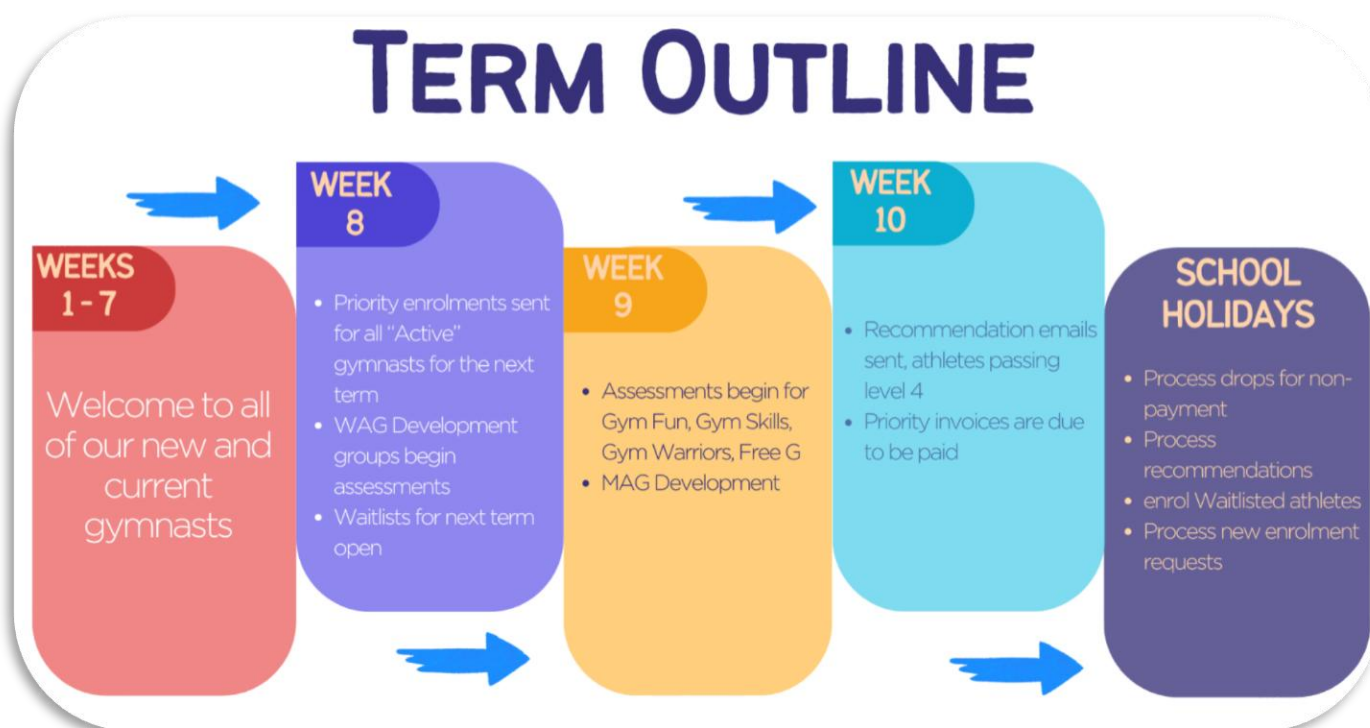 TERM OUTLINE
WEEKS
1 - 7
Welcome to all
of our new and
current
gymnasts
WEEK
8
• Priority enrolments sent
for all "Active"
gymnasts for the next
term
• WAG Development
groups begin
assessments
• Waitlists for next term
open
WEEK
9
• Assessments begin for
Gym Fun, Gym Skills,
Gym Warriors, Free G
• MAG Development
WEEK
10
• Recommendation emails
sent, athletes passing
level 4
• Priority invoices are due
to be paid
SCHOOL
HOLIDAYS
• Process drops for non-
payment
• Process
recommendations
• enrol Waitlisted athletes
• Process new enrolment
requests